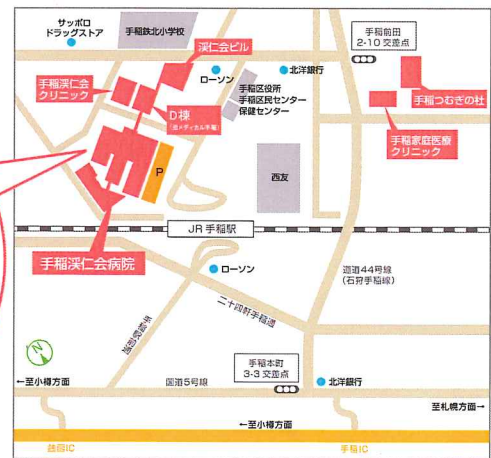 サッポロ
ドラッグストア
手稲鉄北小学校
渓仁会ビル
手稲前田
2-10 交差点
ローソン
北洋銀行
手稲渓仁会
クリニック
手稲区役所
手稲区民センター
保健センター
手稲つむぎの杜
D棟
手稲家庭医療
クリニック
P
西友
JR 手稲駅
手稲渓仁会病院
ローソン
道道44号線
(石狩手稲線)
二十四軒手稲通
手稲駅前通
N
手稲本町
3-3 交差点
北洋銀行
←至小樽方面
国道5号線
至札幌方面→
←至小樽方面
手稲IC